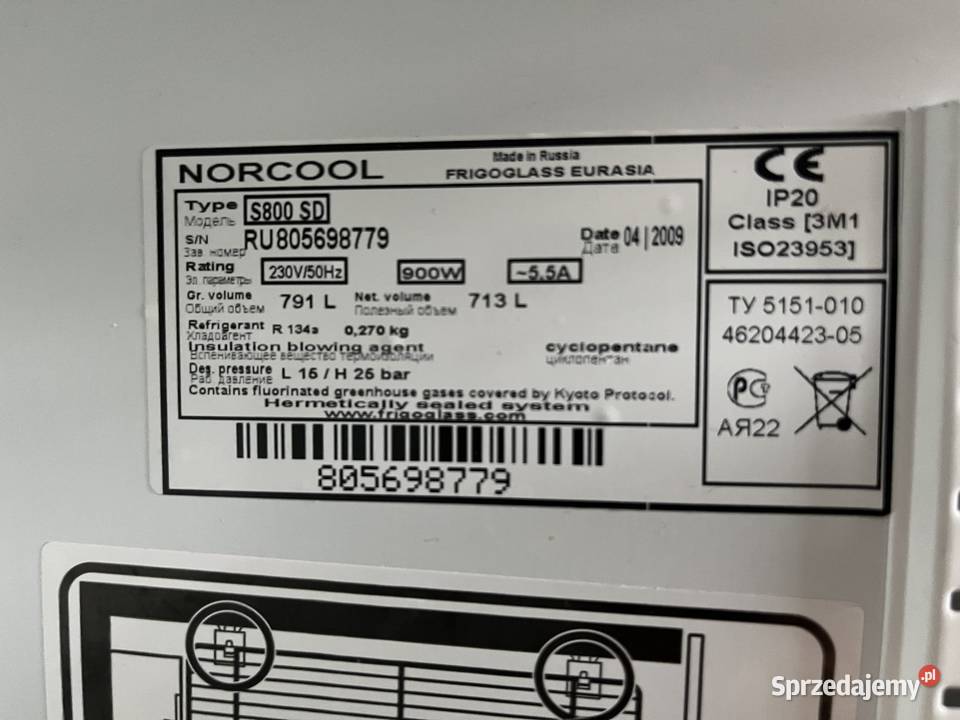 NORCOOL
Made in Russia
FRIGOGLASS EURASIA
Type S800 SD
Модель
S/N RU805698779
Зав. номер
Date 04 | 2009
Дата
Rating 230V/50Hz 900W ~5.5A
Эл. параметры
Gr. volume 791 L Net. volume 713 L
Общий объем Полезный объем
Refrigerant R 134a 0,270 kg
Хладоагент
Insulation blowing agent cyclopentane
Вспенивающее вещество термоизоляции циклопентан
Des. pressure L 15 / H 25 bar
Раб. давление
Contains fluorinated greenhouse gases covered by Kyoto Protocol.
Hermetically sealed system
www.frigoglass.com
805698779
CE
IP20
Class [3M1
ISO23953]
ТУ 5151-010
46204423-05
АЯ22
Sprzedajemy.pl